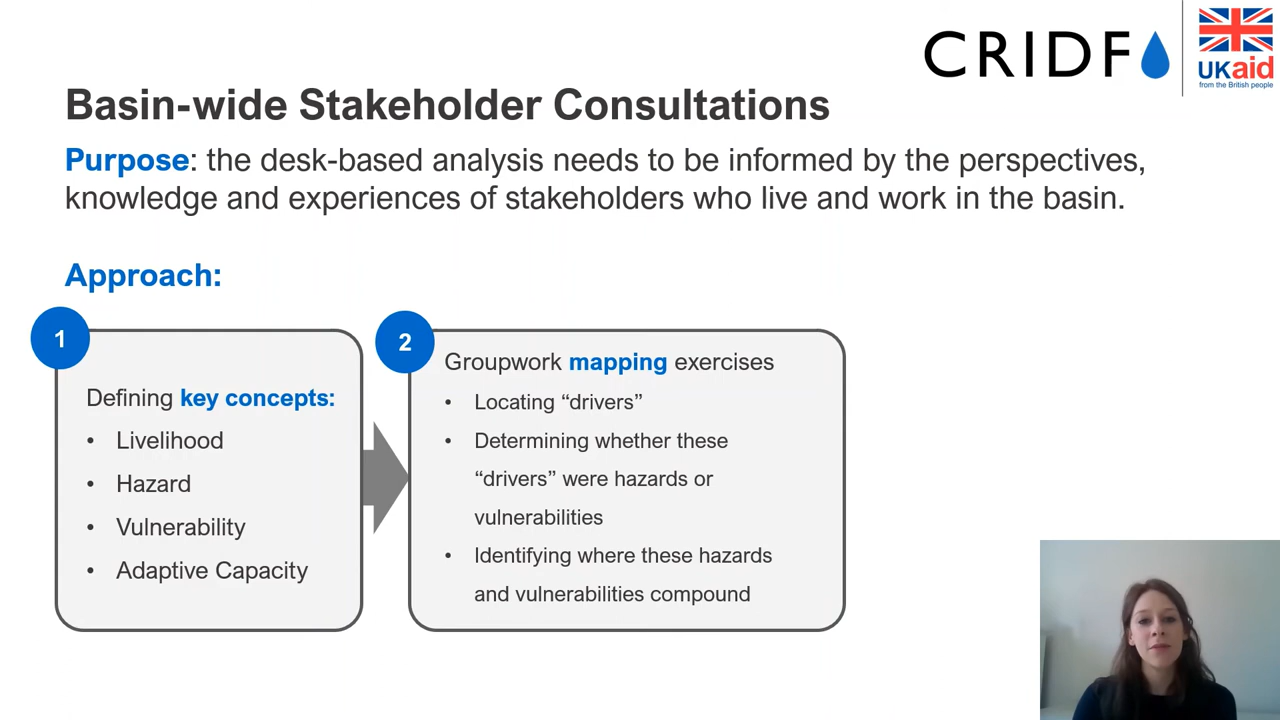 CRIDF
UKaid
from the British people
Basin-wide Stakeholder Consultations
Purpose: the desk-based analysis needs to be informed by the perspectives,
knowledge and experiences of stakeholders who live and work in the basin.
Approach:
1
Defining key concepts:
• Livelihood
• Hazard
• Vulnerability
• Adaptive Capacity
2
Groupwork mapping exercises
• Locating “drivers”
• Determining whether these
“drivers” were hazards or
vulnerabilities
• Identifying where these hazards
and vulnerabilities compound